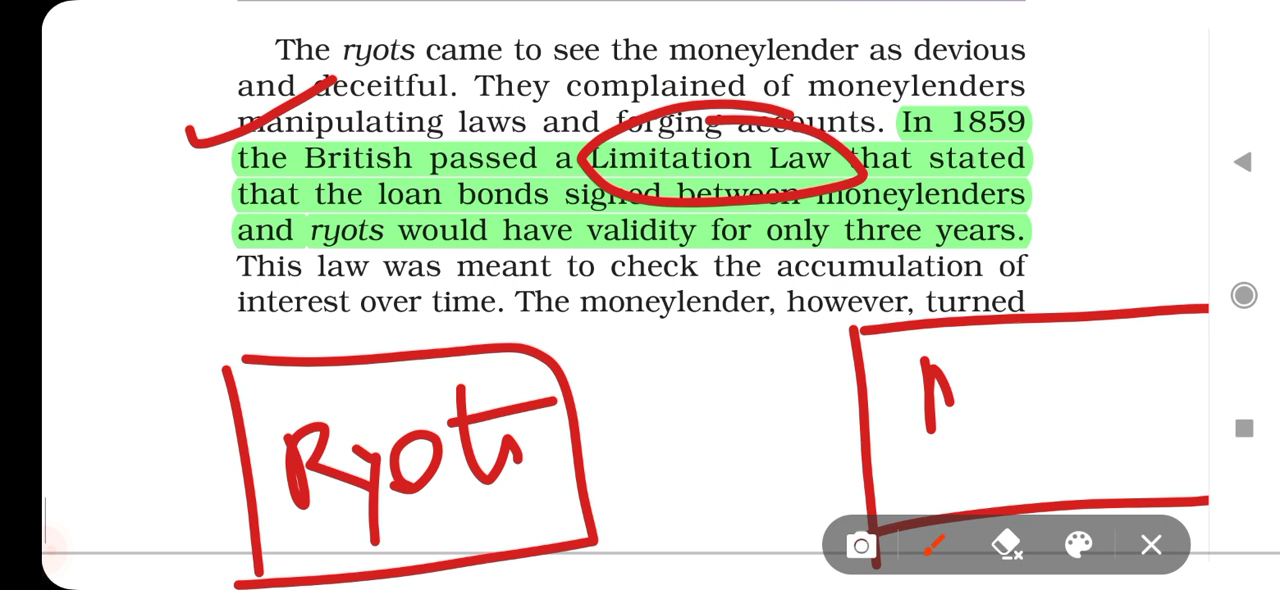 The ryots came to see the moneylender as devious
and deceitful. They complained of moneylenders
manipulating laws and forging accounts. In 1859
the British passed a Limitation Law that stated
that the loan bonds signed between moneylenders
and ryots would have validity for only three years.
This law was meant to check the accumulation of
interest over time. The moneylender, however, turned